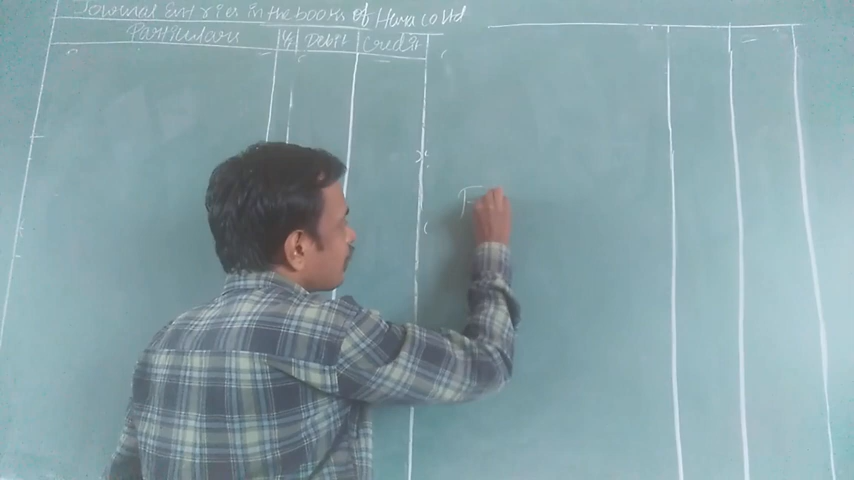 Journal Entries in the books of Hara co ltd
Particulars L/f Debit Credit
F